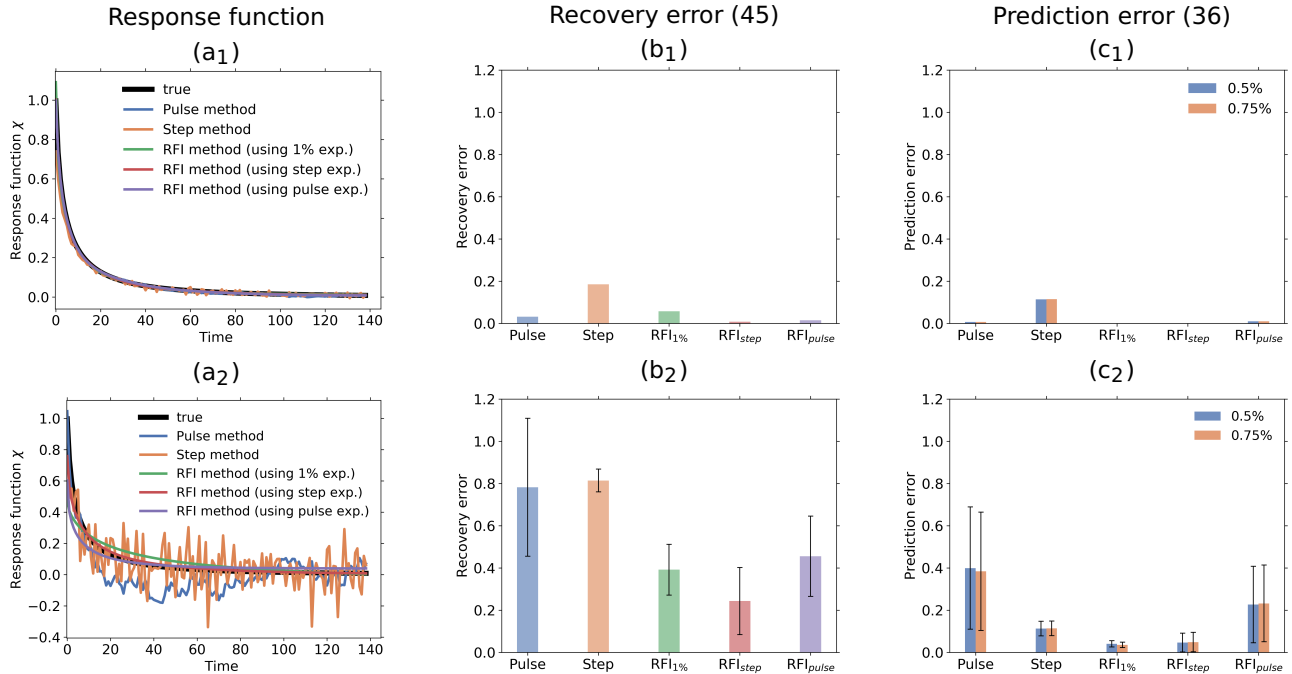 Response function
Recovery error (45)
Prediction error (36)
(a1)
(b1)
(c1)
Response function χ
1.0
0.8
0.6
0.4
0.2
0.0
true
Pulse method
Step method
RFI method (using 1% exp.)
RFI method (using step exp.)
RFI method (using pulse exp.)
0 20 40 60 80 100 120 140
Time
Recovery error
1.2
1.0
0.8
0.6
0.4
0.2
0.0
Pulse Step RFI1% RFIstep RFIpulse
Prediction error
1.2
1.0
0.8
0.6
0.4
0.2
0.0
0.5%
0.75%
Pulse Step RFI1% RFIstep RFIpulse
(a2)
(b2)
(c2)
Response function χ
1.0
0.8
0.6
0.4
0.2
0.0
−0.2
−0.4
true
Pulse method
Step method
RFI method (using 1% exp.)
RFI method (using step exp.)
RFI method (using pulse exp.)
0 20 40 60 80 100 120 140
Time
Recovery error
1.2
1.0
0.8
0.6
0.4
0.2
0.0
Pulse Step RFI1% RFIstep RFIpulse
Prediction error
1.2
1.0
0.8
0.6
0.4
0.2
0.0
0.5%
0.75%
Pulse Step RFI1% RFIstep RFIpulse